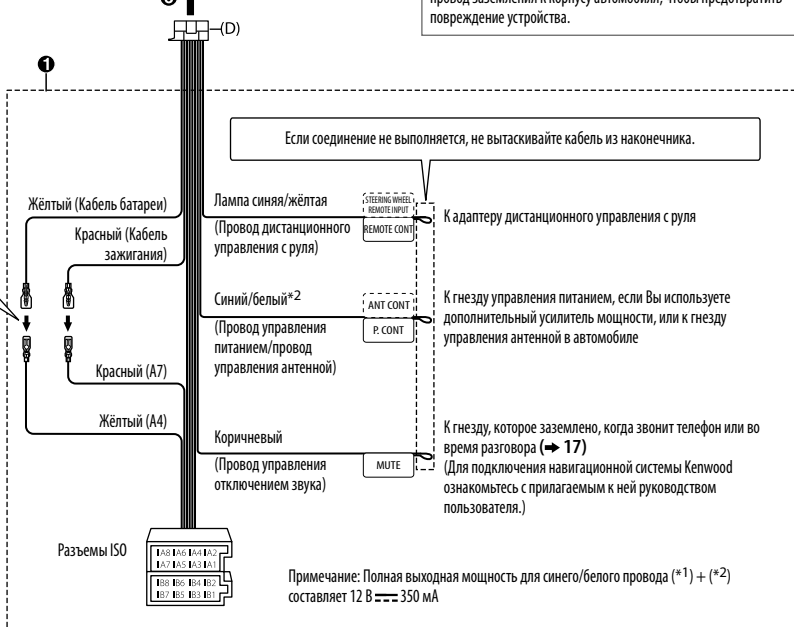 провод заземления к корпусу автомобиля, чтобы предотвратить
повреждение устройства.
(D)
1
Если соединение не выполняется, не вытаскивайте кабель из наконечника.
Жёлтый (Кабель батареи)
Красный (Кабель
зажигания)
Красный (A7)
Жёлтый (A4)
Лампа синяя/жёлтая
(Провод дистанционного
управления с руля)
STEERING WHEEL
REMOTE INPUT
REMOTE CONT
К адаптеру дистанционного управления с руля
Синий/белый*2
(Провод управления
питанием/провод
управления антенной)
ANT CONT
P. CONT
К гнезду управления питанием, если Вы используете
дополнительный усилитель мощности, или к гнезду
управления антенной в автомобиле
Коричневый
(Провод управления
отключением звука)
MUTE
К гнезду, которое заземлено, когда звонит телефон или во
время разговора (➜ 17)
(Для подключения навигационной системы Kenwood
ознакомьтесь с прилагаемым к ней руководством
пользователя.)
Разъемы ISO
A8 A6 A4 A2
A7 A5 A3 A1
B8 B6 B4 B2
B7 B5 B3 B1
Примечание: Полная выходная мощность для синего/белого провода (*1) + (*2)
составляет 12 В ⎓ 350 мА